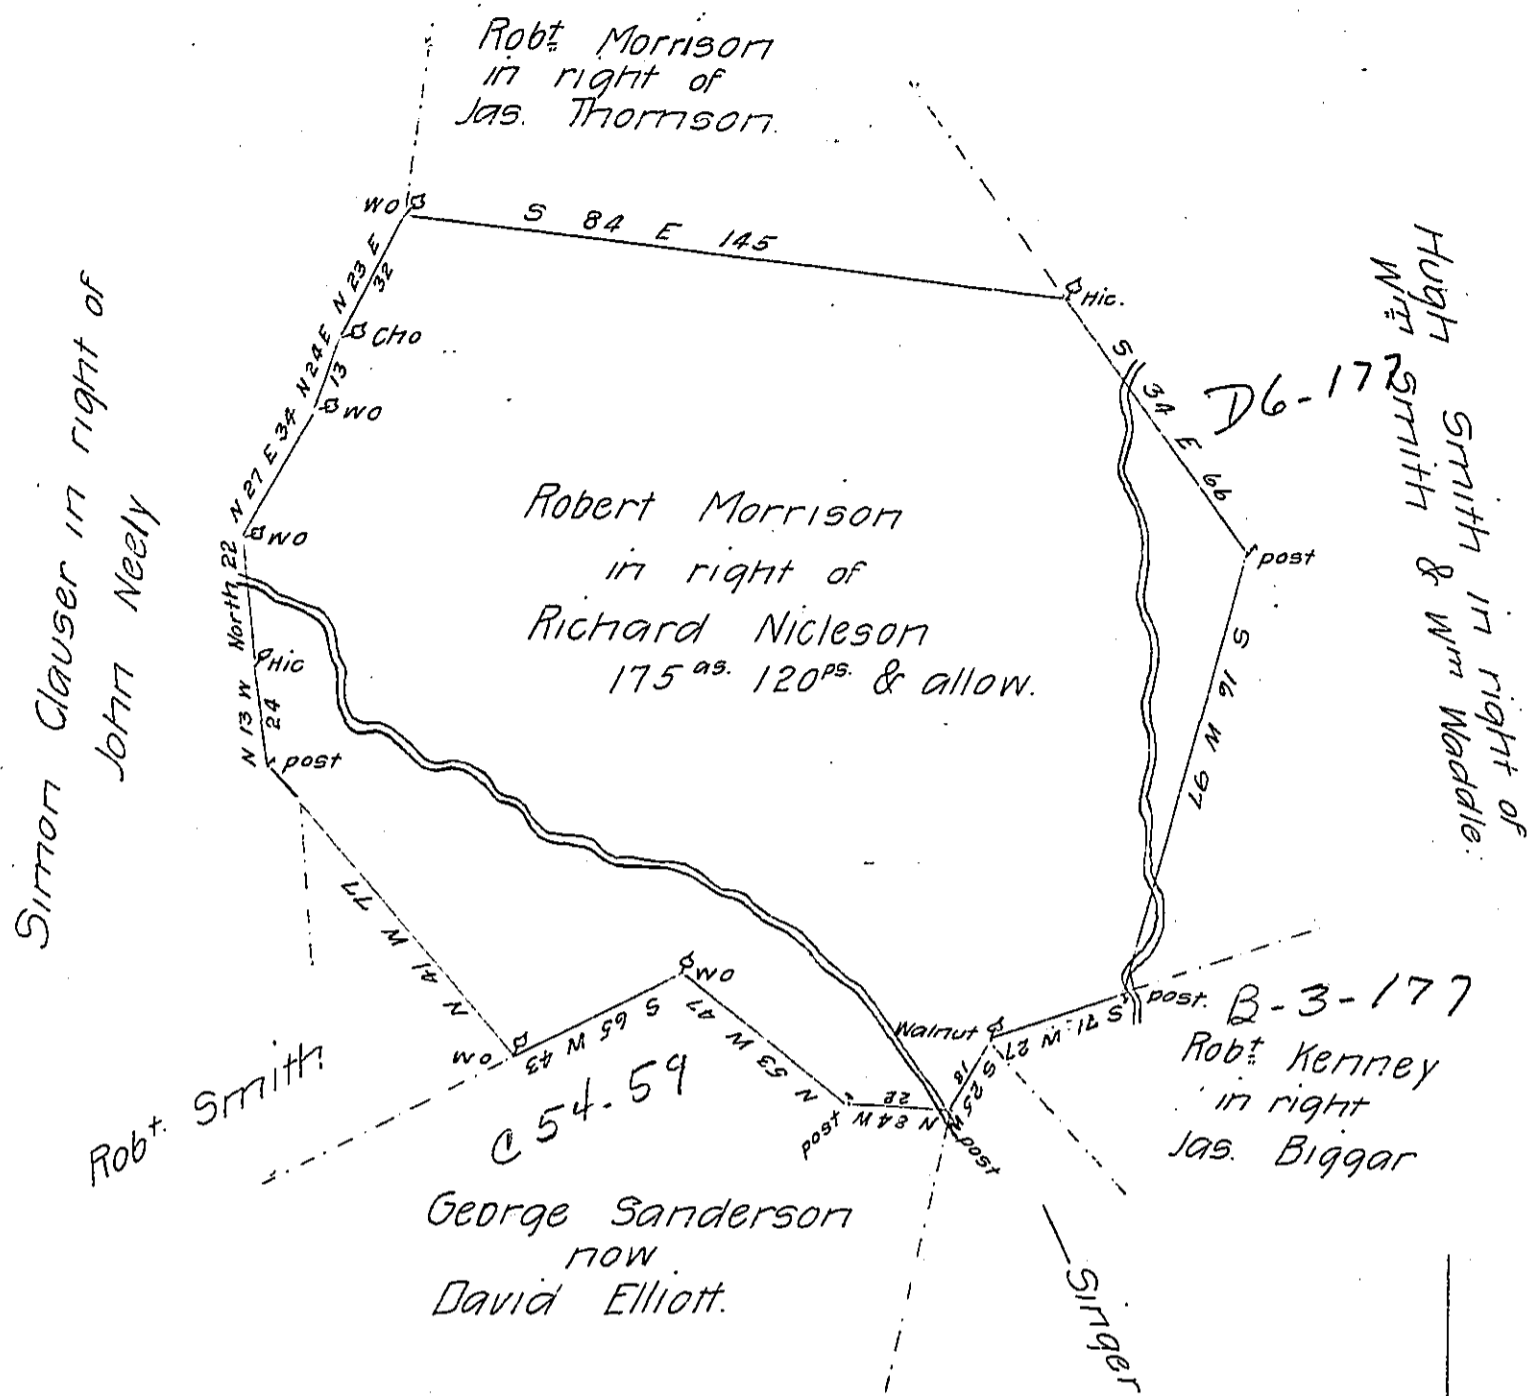 Robt. Morrison
in right of
Jas. Thomson.
WO
S 84 E 145
Hic.
N 23 E
32
CHO
N 24 E
13
WO
N 27 E 34
WO
North 22
Hic
N 13 W
24
post
S 34 E 66
D6-172
post
S 16 W 97
Hugh Smith in right of
Wm Smith & Wm Waddle.
Simon Clauser in right of
John Neely
Robert Morrison
in right of
Richard Nicleson
175 as. 120 ps. & allow.
N 41 W 77
WO
S 65 W 43
WO
N 53 W 47
post
N 84 W
22
post
S 25 W
18
Walnut
S 71 W 27
post.
B-3-177
Robt. Kenney
in right
Jas. Biggar
Robt. Smith
C 54-59
George Sanderson
now
David Elliott.
Singer